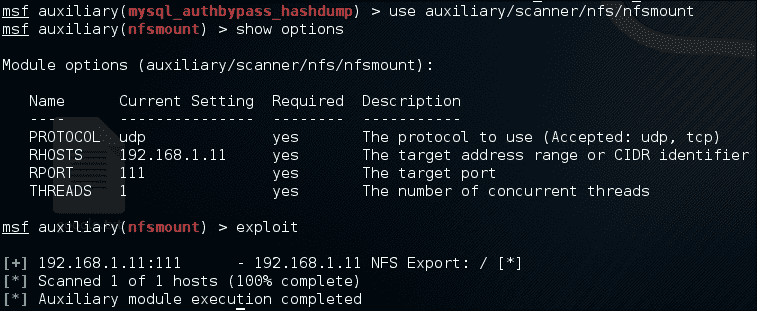 msf auxiliary(mysql_authbypass_hashdump) > use auxiliary/scanner/nfs/nfsmount
msf auxiliary(nfsmount) > show options
Module options (auxiliary/scanner/nfs/nfsmount):
Name Current Setting Required Description
---- --------------- -------- -----------
PROTOCOL udp yes The protocol to use (Accepted: udp, tcp)
RHOSTS 192.168.1.11 yes The target address range or CIDR identifier
RPORT 111 yes The target port
THREADS 1 yes The number of concurrent threads
msf auxiliary(nfsmount) > exploit
[+] 192.168.1.11:111 - 192.168.1.11 NFS Export: / [*]
[*] Scanned 1 of 1 hosts (100% complete)
[*] Auxiliary module execution completed